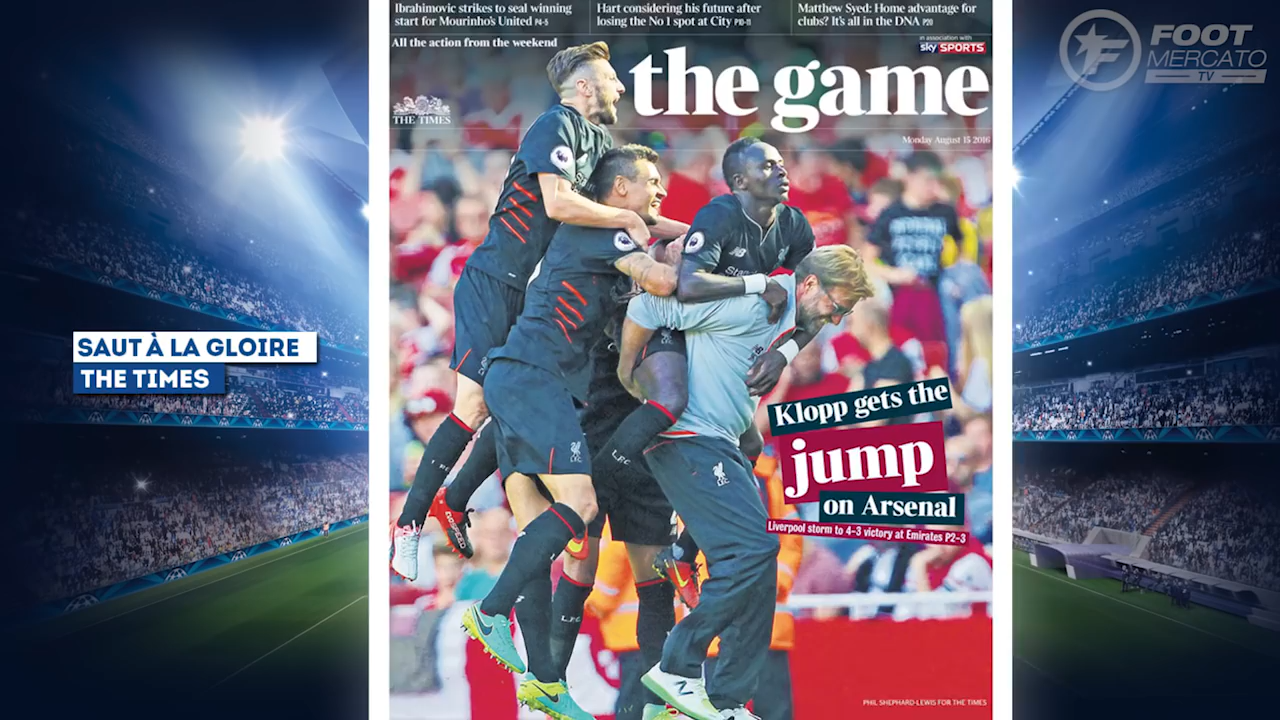 Ibrahimovic strikes to seal winning
start for Mourinho's United P4-5
Hart considering his future after
losing the No 1 spot at City P10-11
Matthew Syed: Home advantage for
clubs? It's all in the DNA P20
All the action from the weekend
in association with
sky SPORTS
the game
THE TIMES
Monday August 15 2016
FOOT
MERCATO
TV
SAUT À LA GLOIRE
THE TIMES
Klopp gets the
jump
on Arsenal
Liverpool storm to 4-3 victory at Emirates P2-3
L.F.C
L.F.C
L.F.C
PHIL SHEPHARD-LEWIS FOR THE TIMES